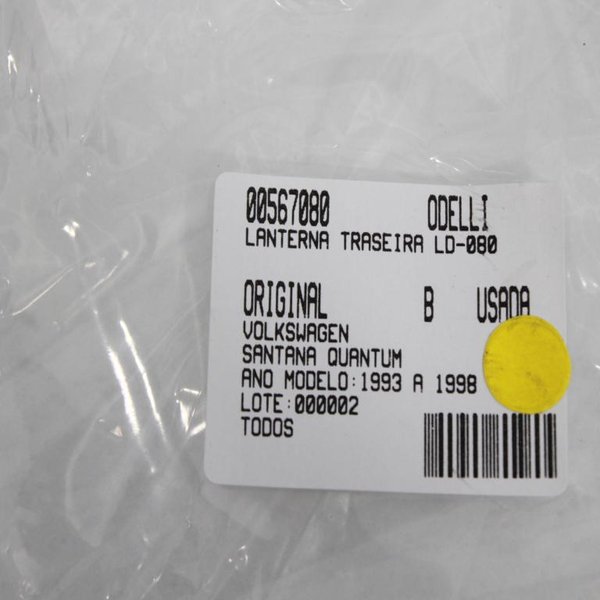 00567080 ODELLI
LANTERNA TRASEIRA LD-080
ORIGINAL B USADA
VOLKSWAGEN
SANTANA QUANTUM
ANO MODELO:1993 A 1998
LOTE:000002
TODOS